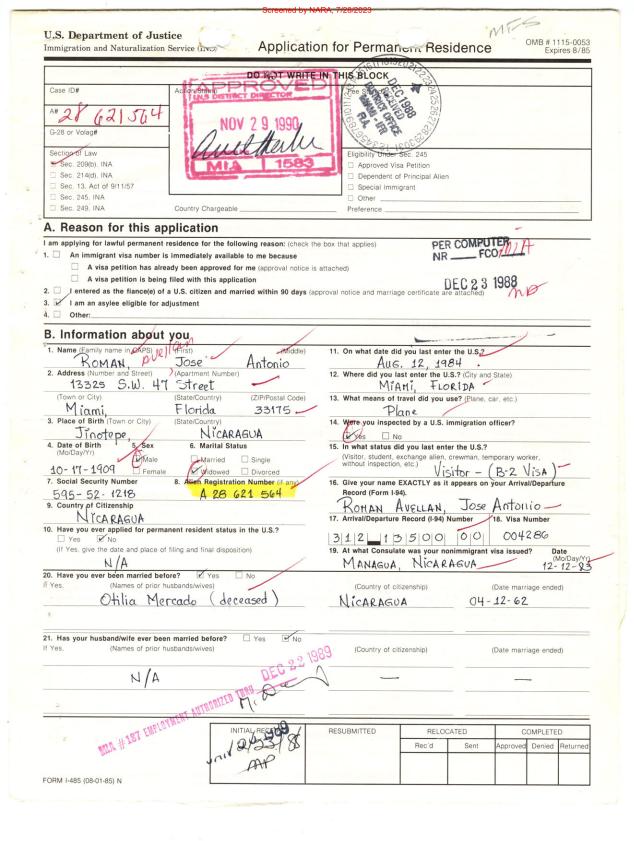 Screened by NARA, 7/20/2023
MFS
U.S. Department of Justice
Immigration and Naturalization Service (INS)
Application for Permanent Residence
OMB # 1115-0053
Expires 8/85
DO NOT WRITE IN THIS BLOCK
Case ID#
Action Stamp
Fee Stamp
A# 28 621 564
G-28 or Volag#
APPROVED
U.S. DISTRICT DIRECTOR
NOV 29 1990
MIA 1583
DEC 1988
RECEIVED
DISTRICT OFFICE
Section of Law
Sec. 209(b), INA
Sec. 214(d), INA
Sec. 13, Act of 9/11/57
Sec. 245, INA
Sec. 249, INA
Country Chargeable
Eligibility Under Sec. 245
Approved Visa Petition
Dependent of Principal Alien
Special Immigrant
Other
Preference
A. Reason for this application
I am applying for lawful permanent residence for the following reason: (check the box that applies)
1. An immigrant visa number is immediately available to me because
A visa petition has already been approved for me (approval notice is attached)
A visa petition is being filed with this application
2. I entered as the fiance(e) of a U.S. citizen and married within 90 days (approval notice and marriage certificate are attached)
3. I am an asylee eligible for adjustment
4. Other:
PER COMPUTER
NR FCO MIA
DEC 23 1988
B. Information about you
1. Name (Family name in CAPS) (First) (Middle)
ROMAN, Jose Antonio
2. Address (Number and Street) (Apartment Number)
13325 S.W. 47 Street
(Town or City) (State/Country) (ZIP/Postal Code)
Miami, Florida 33175
3. Place of Birth (Town or City) (State/Country)
Jinotepe, NICARAGUA
4. Date of Birth (Mo/Day/Yr)
10-17-1909
5. Sex
Male
Female
6. Marital Status
Married Single
Widowed Divorced
7. Social Security Number
595-52-1218
8. Alien Registration Number (if any)
A 28 621 564
9. Country of Citizenship
NICARAGUA
10. Have you ever applied for permanent resident status in the U.S.?
Yes No
(If Yes, give the date and place of filing and final disposition)
N/A
11. On what date did you last enter the U.S.?
AUG. 12, 1984.
12. Where did you last enter the U.S.? (City and State)
MIAMI, FLORIDA
13. What means of travel did you use? (Plane, car, etc.)
Plane
14. Were you inspected by a U.S. immigration officer?
Yes No
15. In what status did you last enter the U.S.?
(Visitor, student, exchange alien, crewman, temporary worker, without inspection, etc.)
Visitor - (B-2 VISA)
16. Give your name EXACTLY as it appears on your Arrival/Departure Record (Form I-94).
ROMAN AVELLAN, Jose ANTONIO
17. Arrival/Departure Record (I-94) Number
312 13500 00
18. Visa Number
004286
19. At what Consulate was your nonimmigrant visa issued?
MANAGUA, NICARAGUA
Date (Mo/Day/Yr)
12-12-83
20. Have you ever been married before? Yes No
If Yes, (Names of prior husbands/wives) (Country of citizenship) (Date marriage ended)
Otilia Mercado (deceased) NICARAGUA 04-12-62
21. Has your husband/wife ever been married before? Yes No
If Yes, (Names of prior husbands/wives) (Country of citizenship) (Date marriage ended)
N/A — —
MIA #187 EMPLOYMENT AUTHORIZED THRU DEC 22 1989
INITIAL RECEIPT
RESUBMITTED
RELOCATED
Rec'd Sent
COMPLETED
Approved Denied Returned
FORM I-485 (08-01-85) N